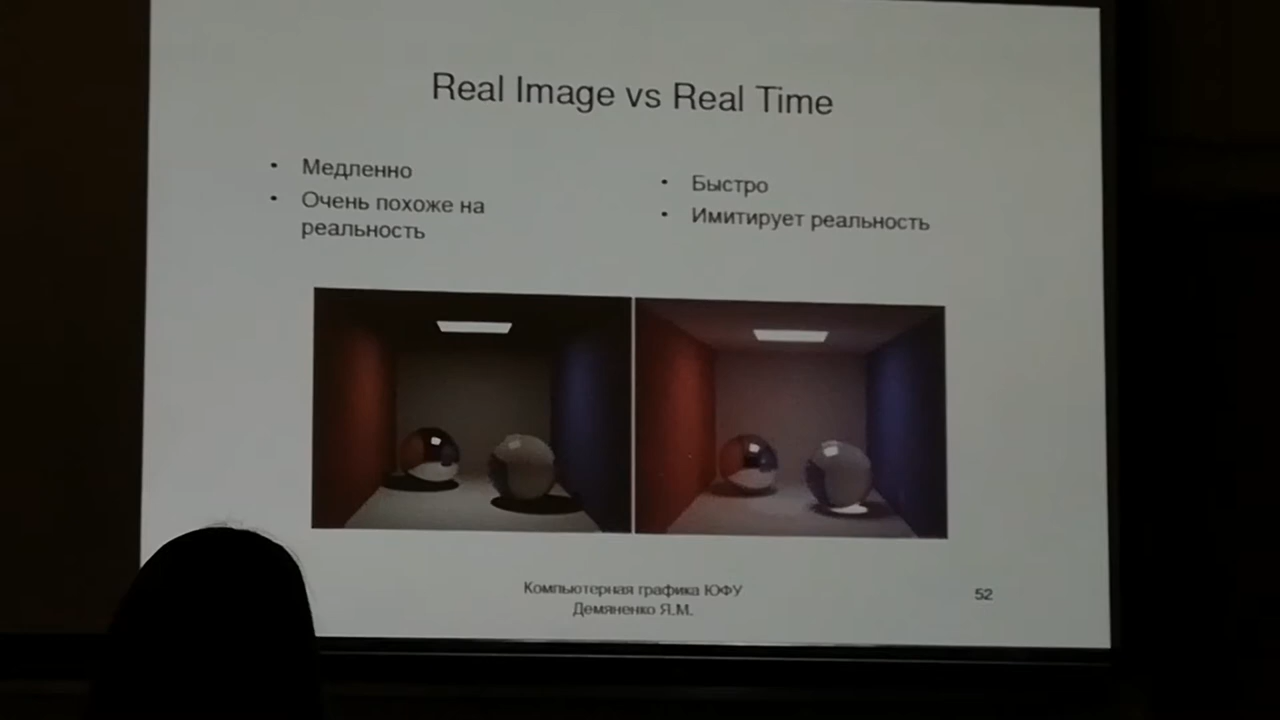 Real Image vs Real Time
• Медленно
• Очень похоже на
реальность
• Быстро
• Имитирует реальность
Компьютерная графика ЮФУ
Демяненко Я.М.
52